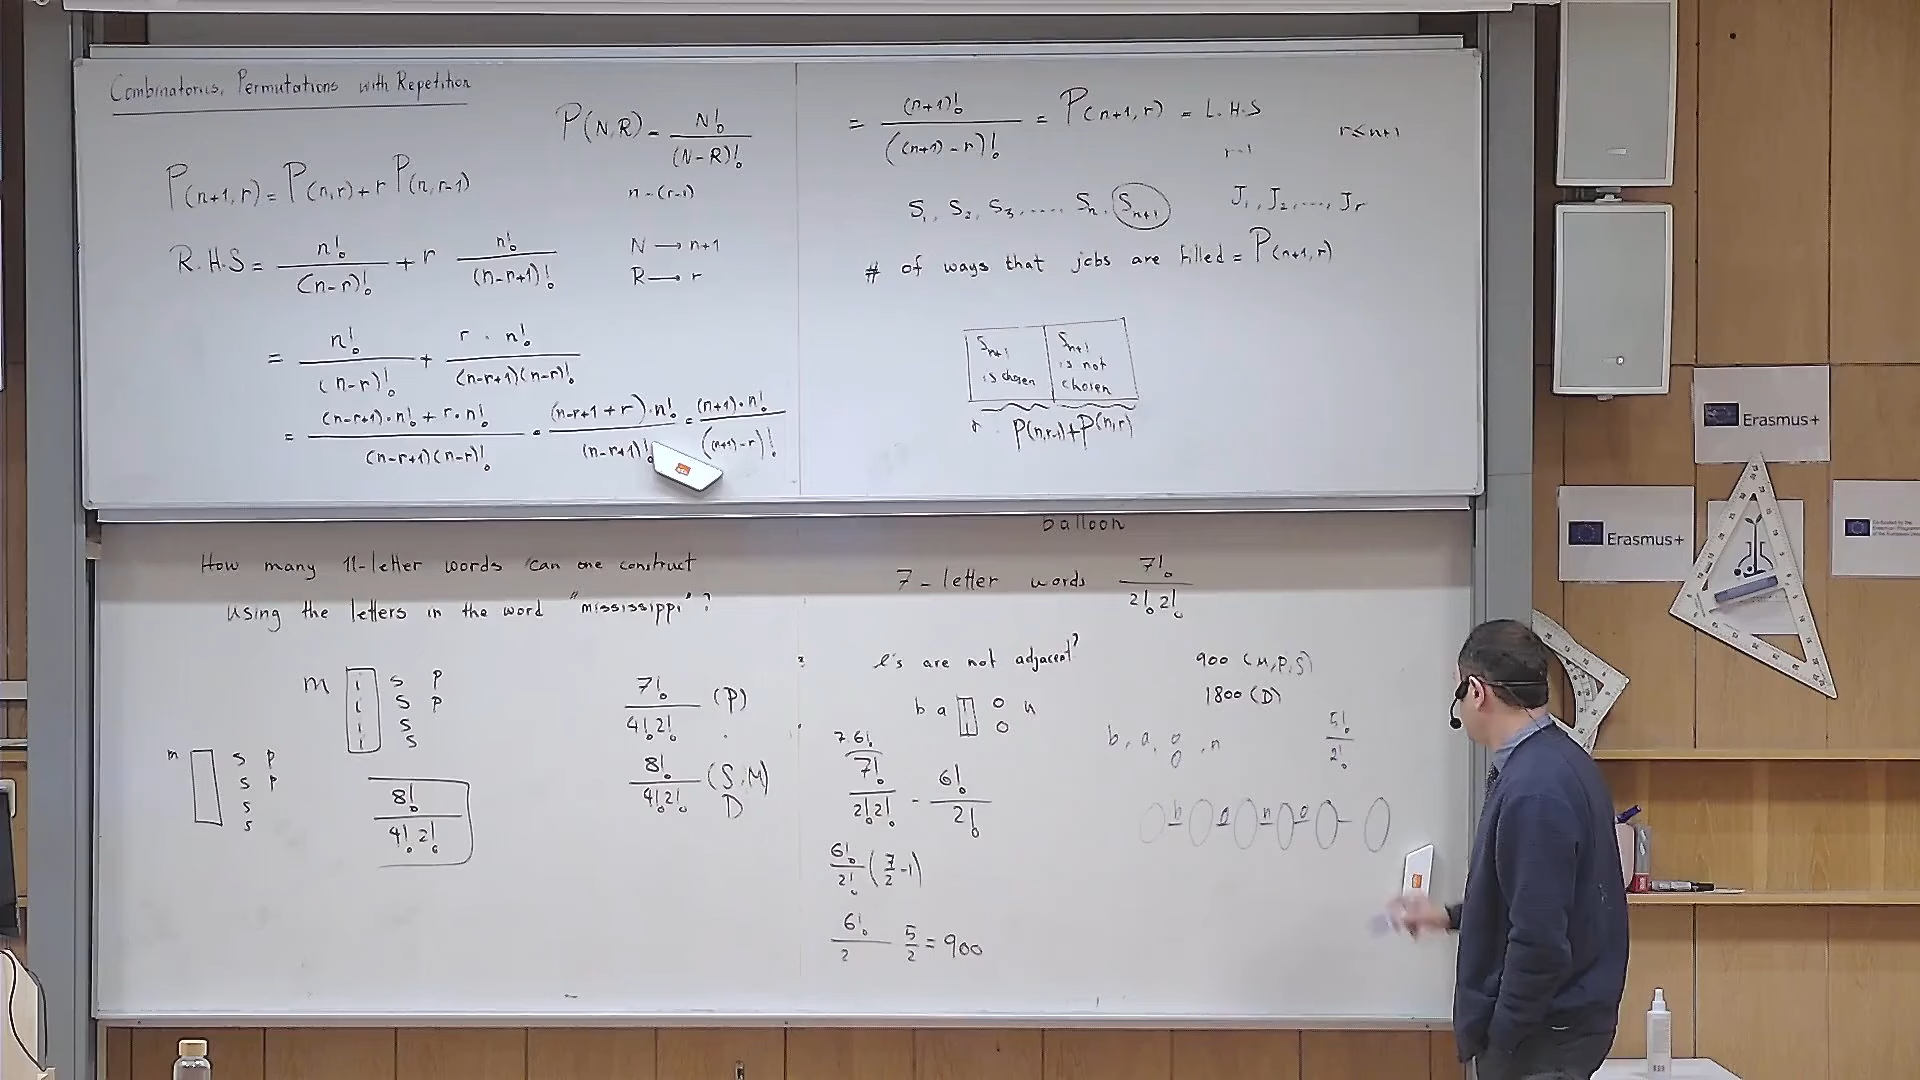 Combinatorics, Permutations with Repetition
P(N,R) = N! / (N-R)!
P(n+1,r) = P(n,r) + r P(n,r-1)
n-(r-1)
R.H.S = n! / (n-r)! + r n! / (n-r+1)!
N → n+1
R → r
= n! / (n-r)! + r · n! / (n-r+1)(n-r)!
= (n-r+1)·n! + r·n! / (n-r+1)(n-r)! = (n-r+1+r)·n! / (n-r+1)! = (n+1)·n! / ((n+1)-r)!
= (n+1)! / ((n+1)-r)! = P(n+1,r) = L.H.S
r≤n+1
r-1
S1, S2, S3, ..... Sn, Sn+1
J1, J2, ..., Jr
# of ways that jobs are filled = P(n+1,r)
Sn+1 is chosen
Sn+1 is not chosen
r P(n,r-1) + P(n,r)
How many 11-letter words can one construct
using the letters in the word "mississippi"?
m i s p
i s p
i s
i s
m s p
s p
s
s
8! / 4! 2!
7! / 4! 2! (P)
8! / 4! 2! (S,M)
D
balloon
7-letter words 7! / 2! 2!
l's are not adjacent?
900 (M,P,S)
1800 (D)
b a l o n
l o
b, a, o, n
o
5! / 2!
7 6!
7! / 2! 2! - 6! / 2!
b a n o
6! / 2! (7/2 - 1)
6! / 2 5/2 = 900
Erasmus+
Erasmus+